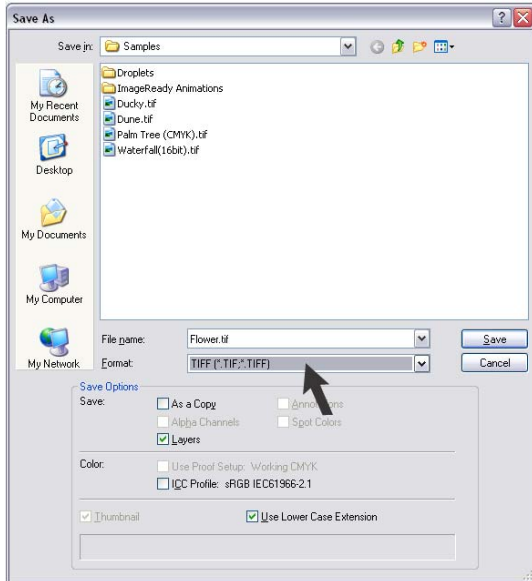 Save As
Save in: Samples
My Recent Documents
Desktop
My Documents
My Computer
My Network
Droplets
ImageReady Animations
Ducky.tif
Dune.tif
Palm Tree (CMYK).tif
Waterfall(16bit).tif
File name: Flower.tif Save
Format: TIFF (*.TIF;*.TIFF) Cancel
Save Options
Save: As a Copy
Alpha Channels Spot Colors
Layers
Color: Use Proof Setup: Working CMYK
ICC Profile: sRGB IEC61966-2.1
Thumbnail Use Lower Case Extension